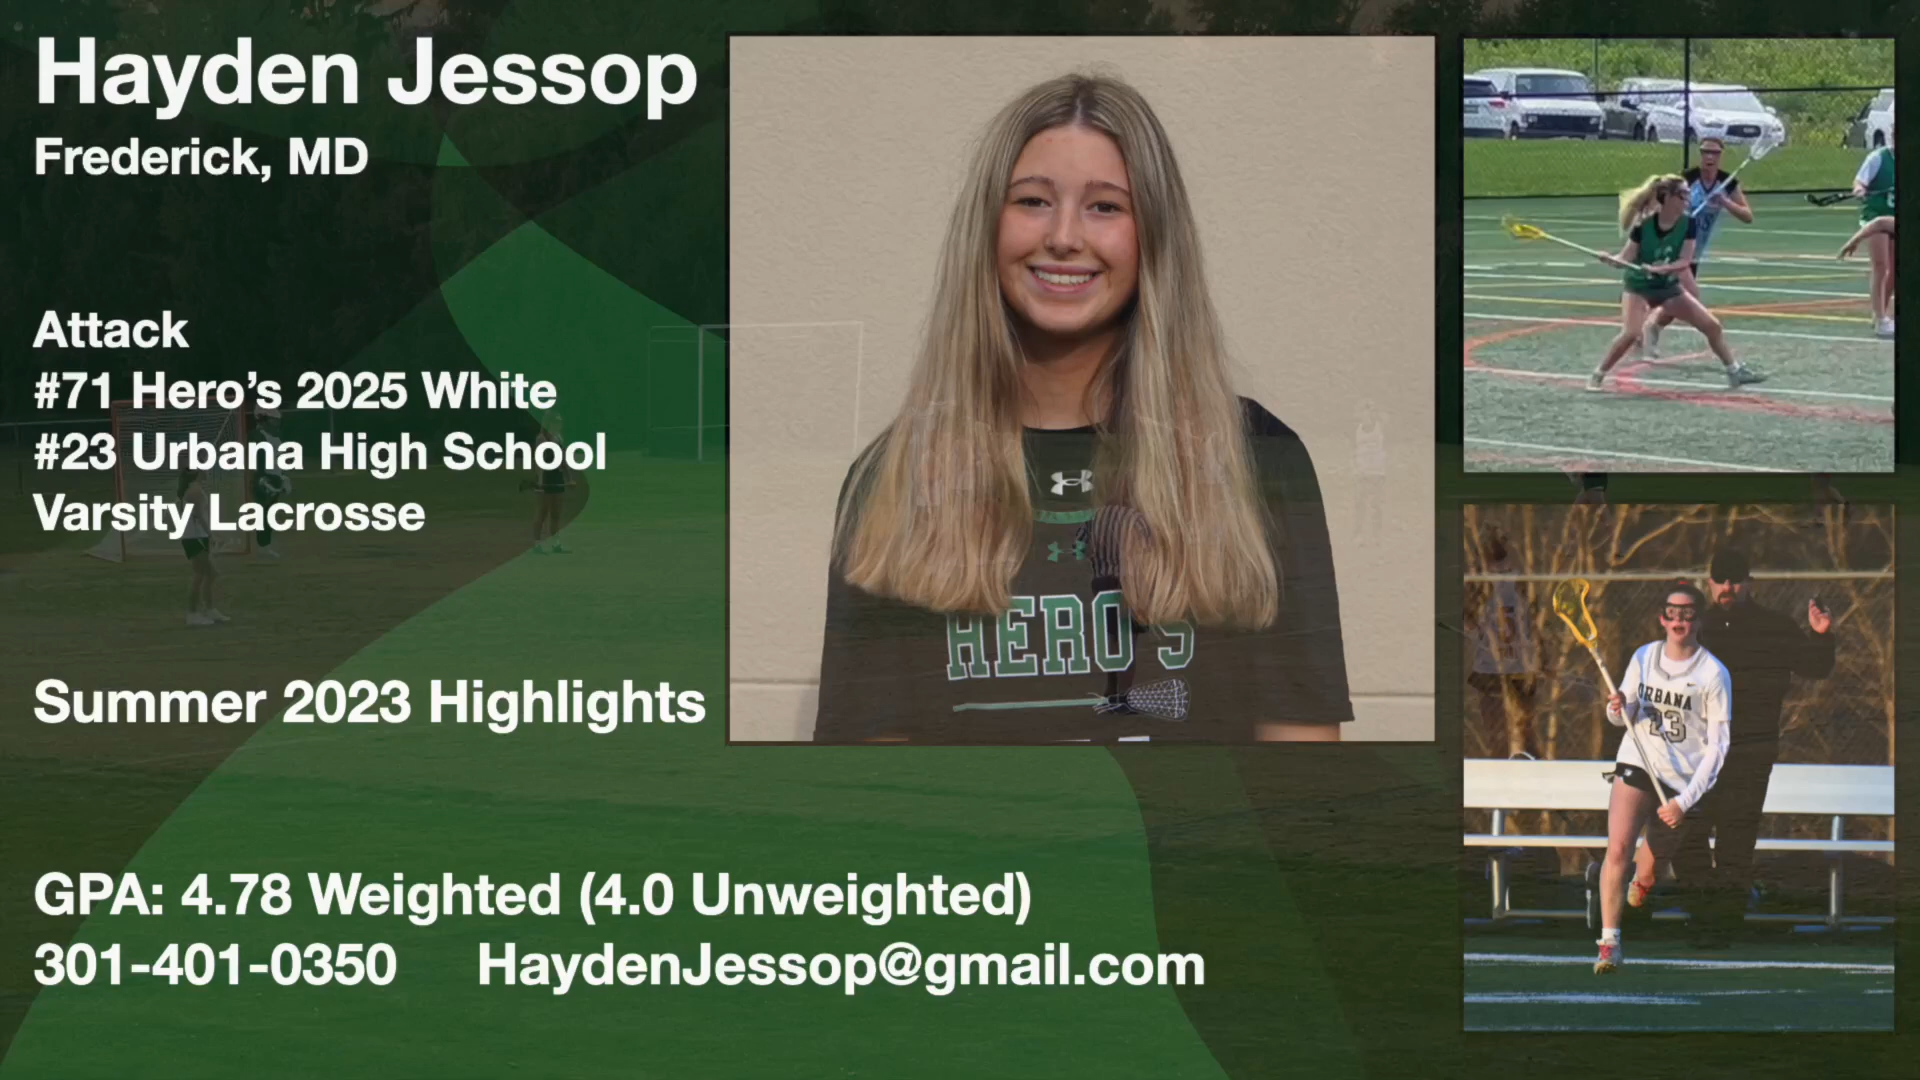 Hayden Jessop
Frederick, MD
Attack
#71 Hero’s 2025 White
#23 Urbana High School
Varsity Lacrosse
Summer 2023 Highlights
GPA: 4.78 Weighted (4.0 Unweighted)
301-401-0350 HaydenJessop@gmail.com
HERO'S
URBANA
23